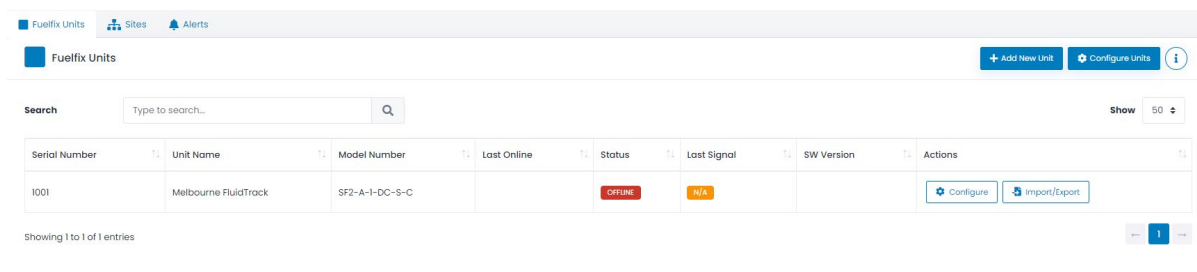 Fuelfix Units Sites Alerts
Fuelfix Units Add New Unit Configure Units i
Search Type to search... Show 50
Serial Number Unit Name Model Number Last Online Status Last Signal SW Version Actions
1001 Melbourne FluidTrack SF2-A-1-DC-S-C OFFLINE N/A Configure Import/Export
Showing 1 to 1 of 1 entries ← 1 →